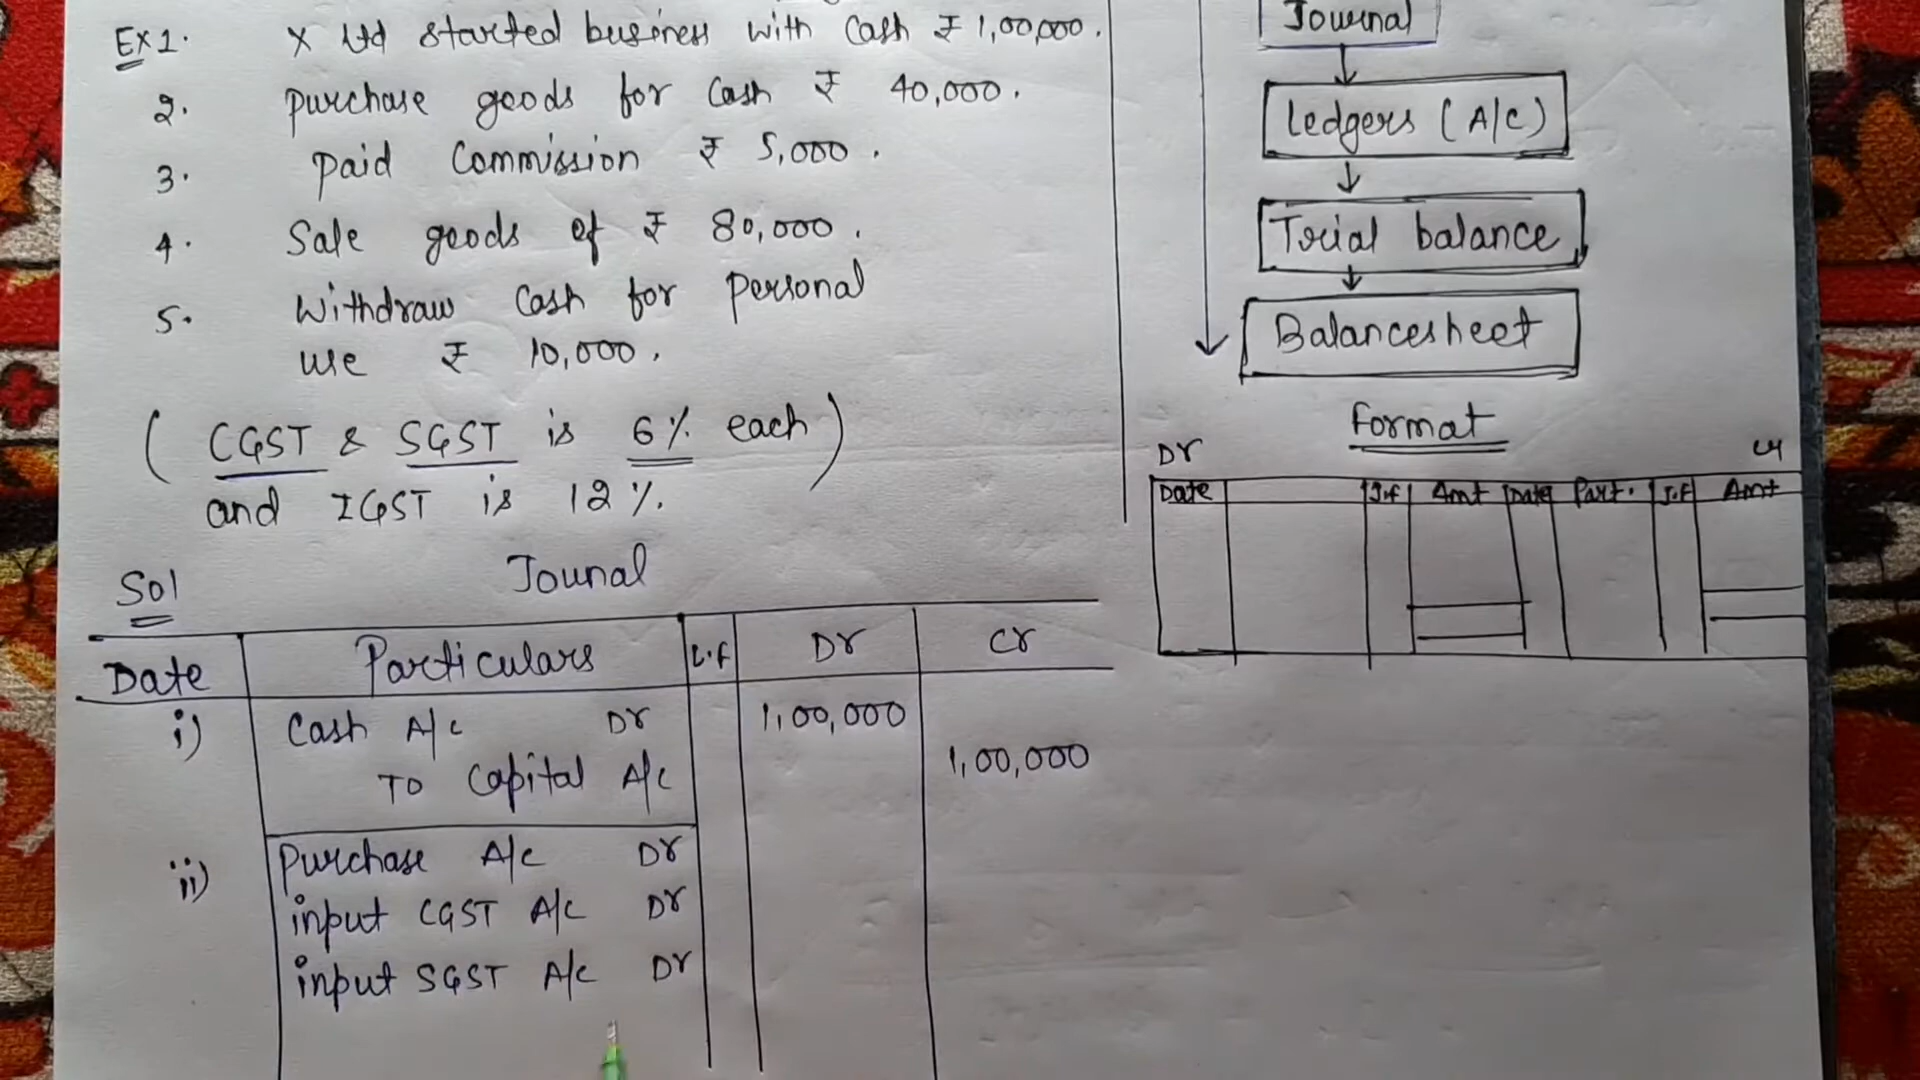 Ex 1. X Ltd started business with Cash ₹ 1,00,000.
2. purchase goods for Cash ₹ 40,000.
3. paid Commission ₹ 5,000.
4. Sale goods of ₹ 80,000.
5. Withdraw Cash for personal
use ₹ 10,000.
( CGST & SGST is 6% each )
and IGST is 12%.
Journal
Ledgers (A/C)
Trial balance
Balancesheet
Format
Dr Cr
Date J.f Amt Date Part. J.F Amt
Sol Jounal
Date Particulars L.f Dr Cr
i) Cash A/c Dr 1,00,000
To Capital A/c 1,00,000
ii) Purchase A/c Dr
input CGST A/c Dr
input SGST A/c Dr